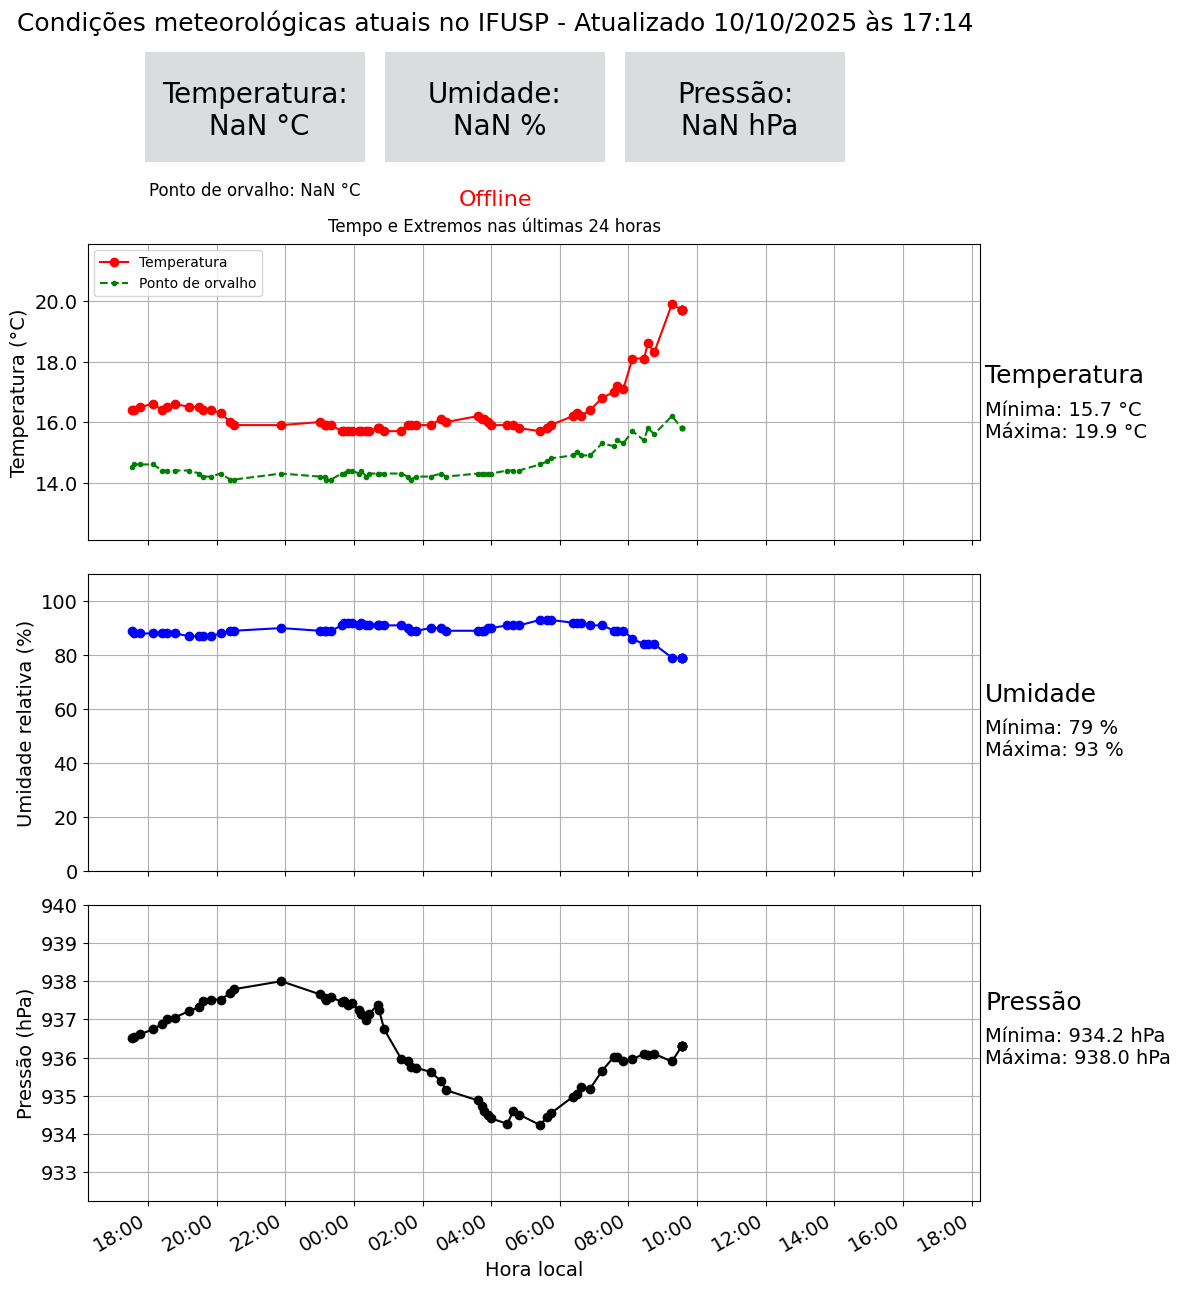 Condições meteorológicas atuais no IFUSP - Atualizado 10/10/2025 às 17:14
Temperatura:
NaN °C
Umidade:
NaN %
Pressão:
NaN hPa
Ponto de orvalho: NaN °C
Offline
Tempo e Extremos nas últimas 24 horas
Temperatura
Ponto de orvalho
Temperatura (°C)
20.0
18.0
16.0
14.0
Temperatura
Mínima: 15.7 °C
Máxima: 19.9 °C
Umidade relativa (%)
100
80
60
40
20
0
Umidade
Mínima: 79 %
Máxima: 93 %
Pressão (hPa)
940
939
938
937
936
935
934
933
Pressão
Mínima: 934.2 hPa
Máxima: 938.0 hPa
18:00
20:00
22:00
00:00
02:00
04:00
06:00
08:00
10:00
12:00
14:00
16:00
18:00
Hora local